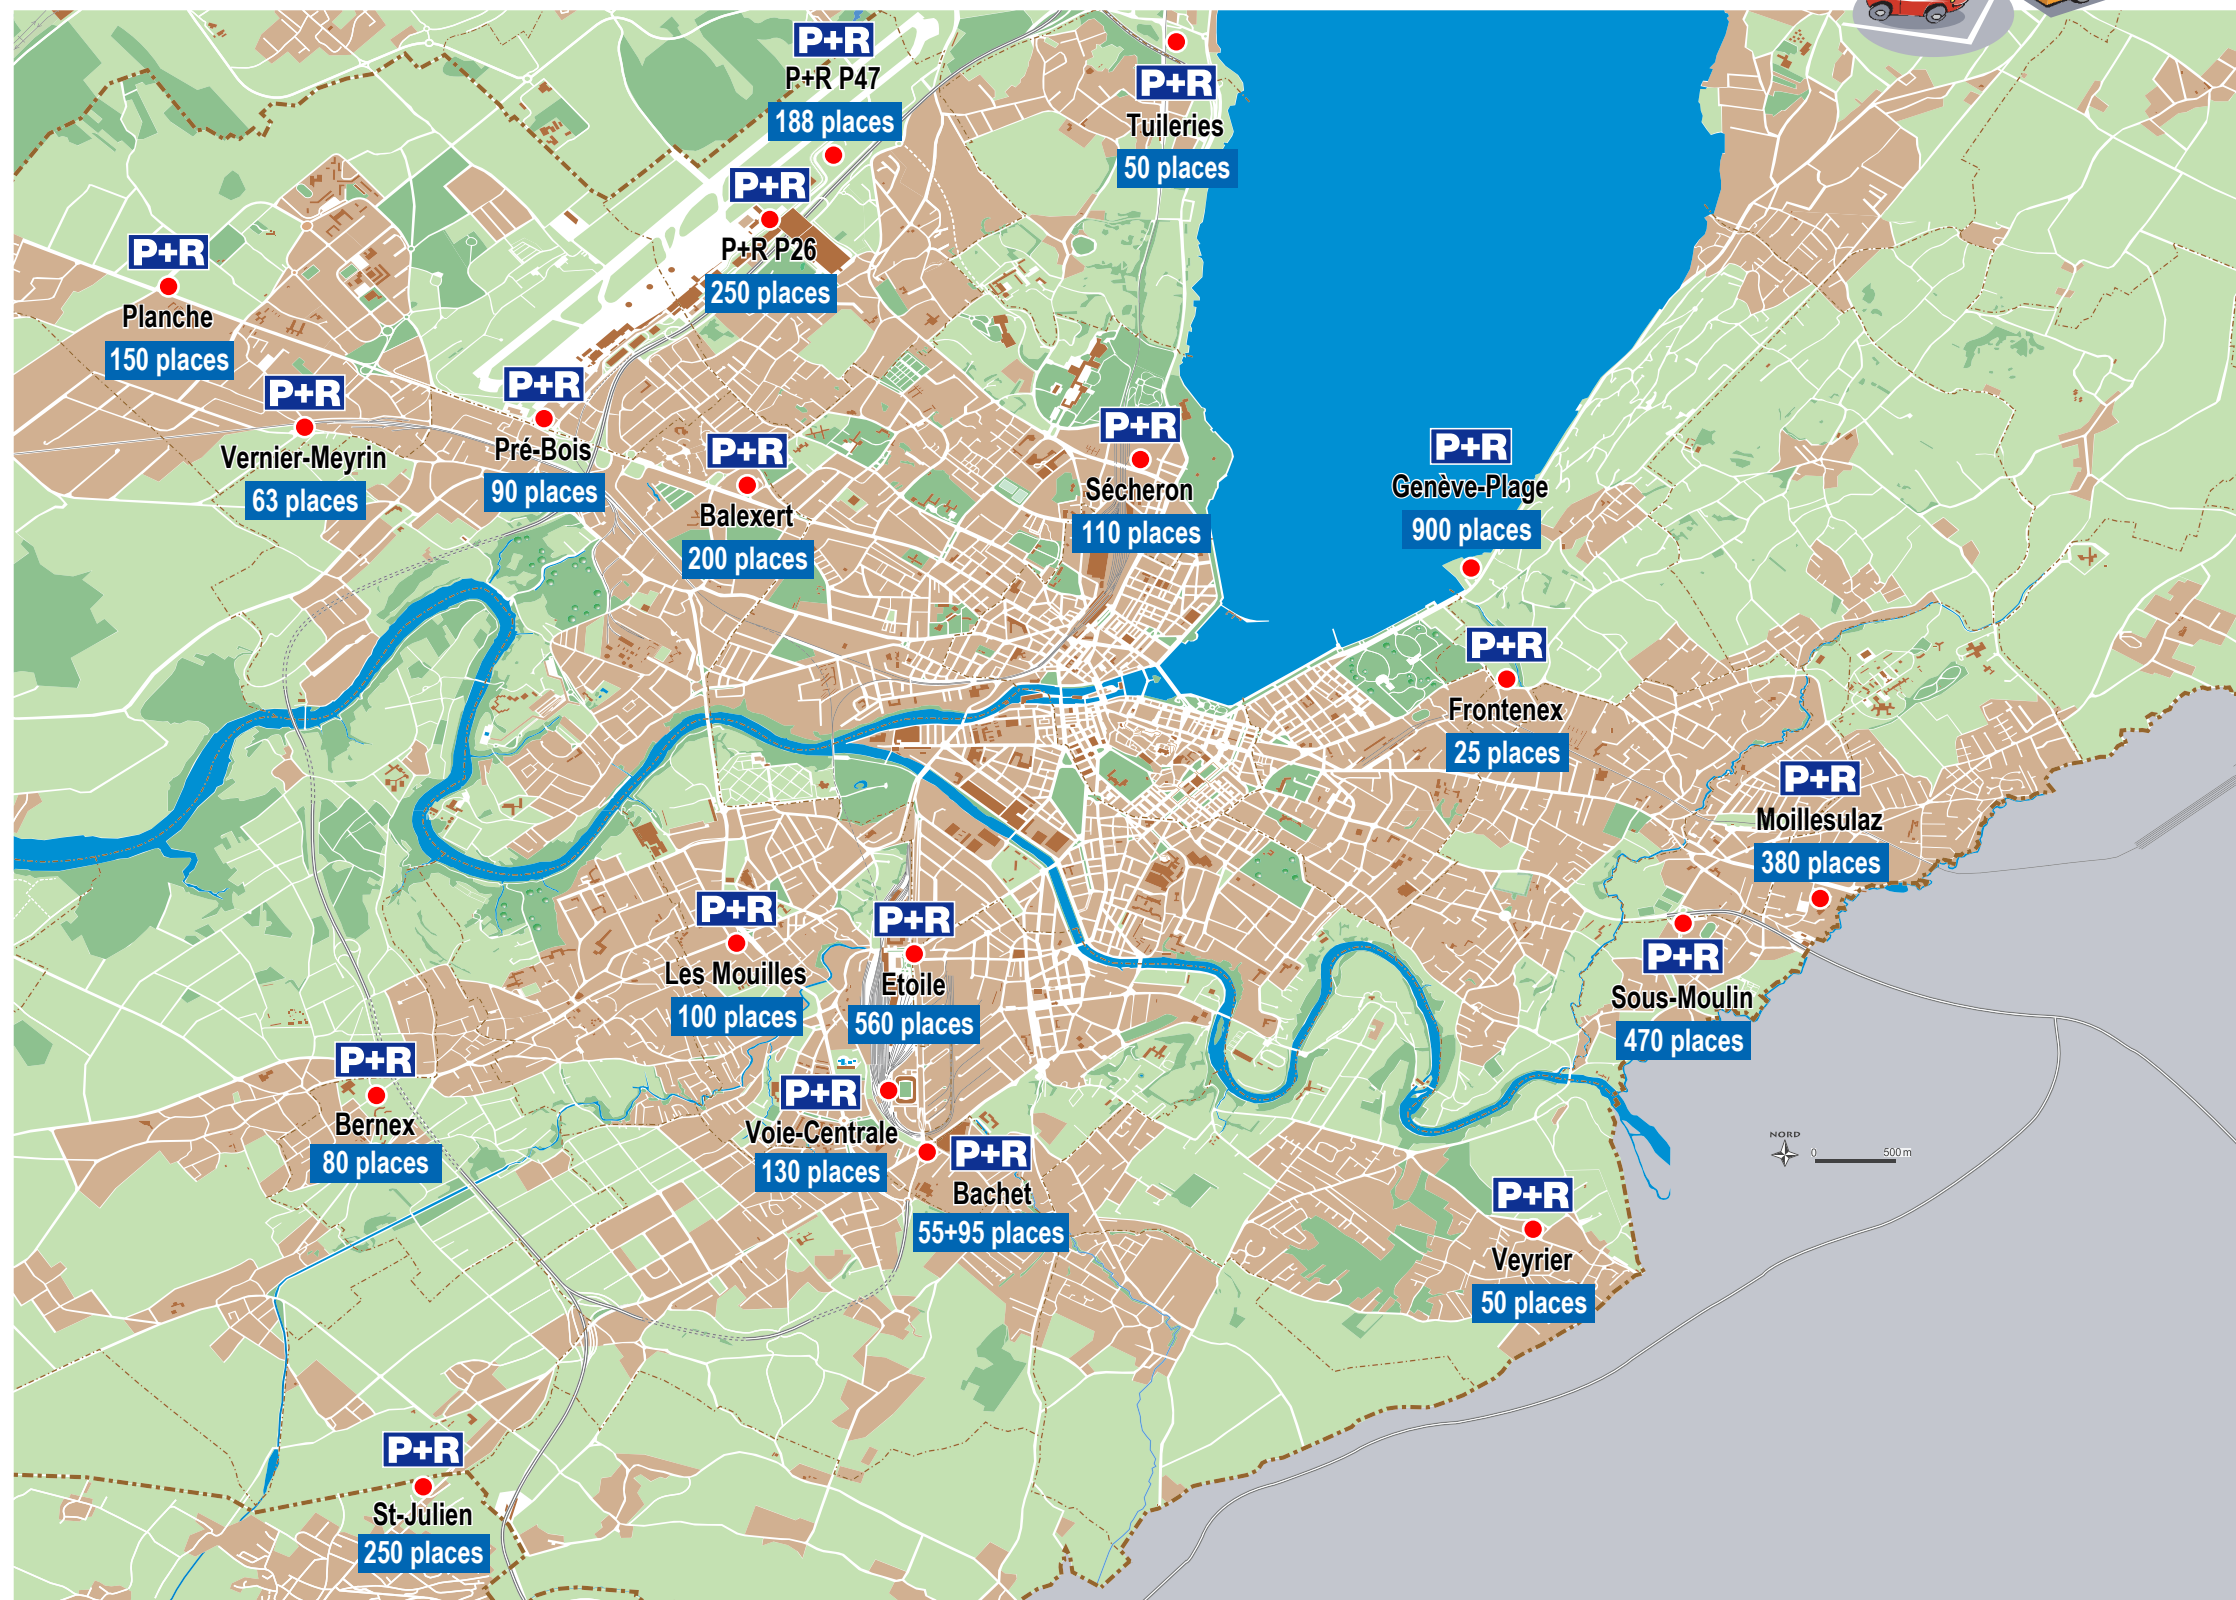 P+R
P+R P47
188 places
P+R
Tuileries
50 places
P+R
P+R P26
250 places
P+R
Planche
150 places
P+R
Vernier-Meyrin
63 places
P+R
Pré-Bois
90 places
P+R
Balexert
200 places
P+R
Sécheron
110 places
P+R
Genève-Plage
900 places
P+R
Frontenex
25 places
P+R
Moillesulaz
380 places
P+R
Sous-Moulin
470 places
P+R
Les Mouilles
100 places
P+R
Etoile
560 places
P+R
Bernex
80 places
P+R
Voie-Centrale
130 places
P+R
Bachet
55+95 places
NORD
0 500 m
P+R
Veyrier
50 places
P+R
St-Julien
250 places